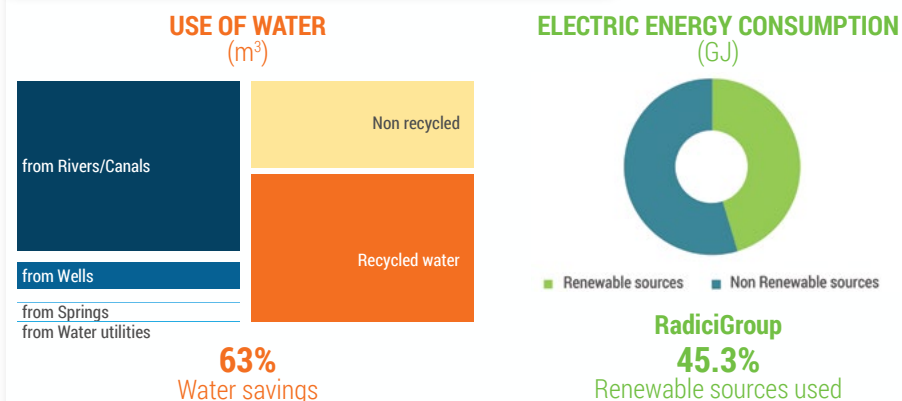 USE OF WATER
(m³)
from Rivers/Canals
from Wells
from Springs
from Water utilities
Non recycled
Recycled water
63%
Water savings
ELECTRIC ENERGY CONSUMPTION
(GJ)
Renewable sources
Non Renewable sources
RadiciGroup
45.3%
Renewable sources used